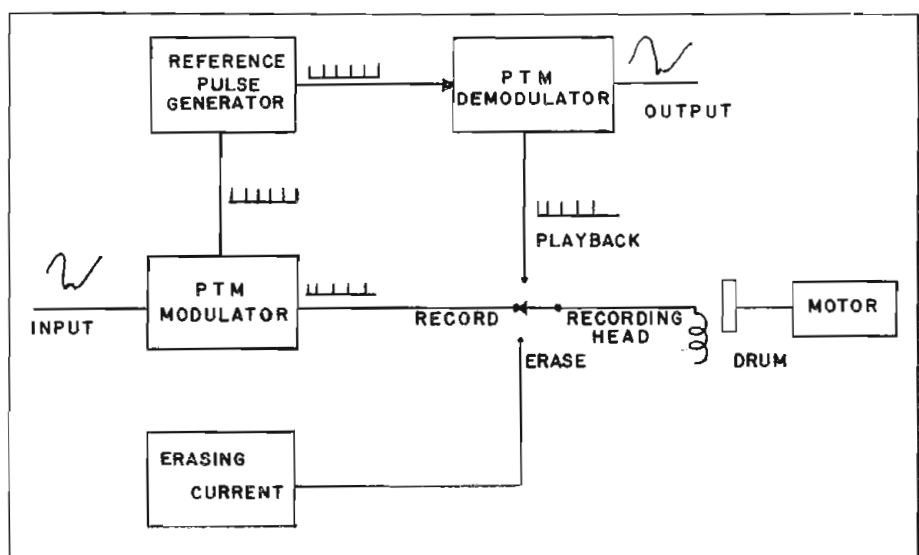 REFERENCE
PULSE
GENERATOR
PTM
DEMODULATOR
OUTPUT
PLAYBACK
INPUT
PTM
MODULATOR
RECORD
RECORDING
HEAD
ERASE
DRUM
MOTOR
ERASING
CURRENT